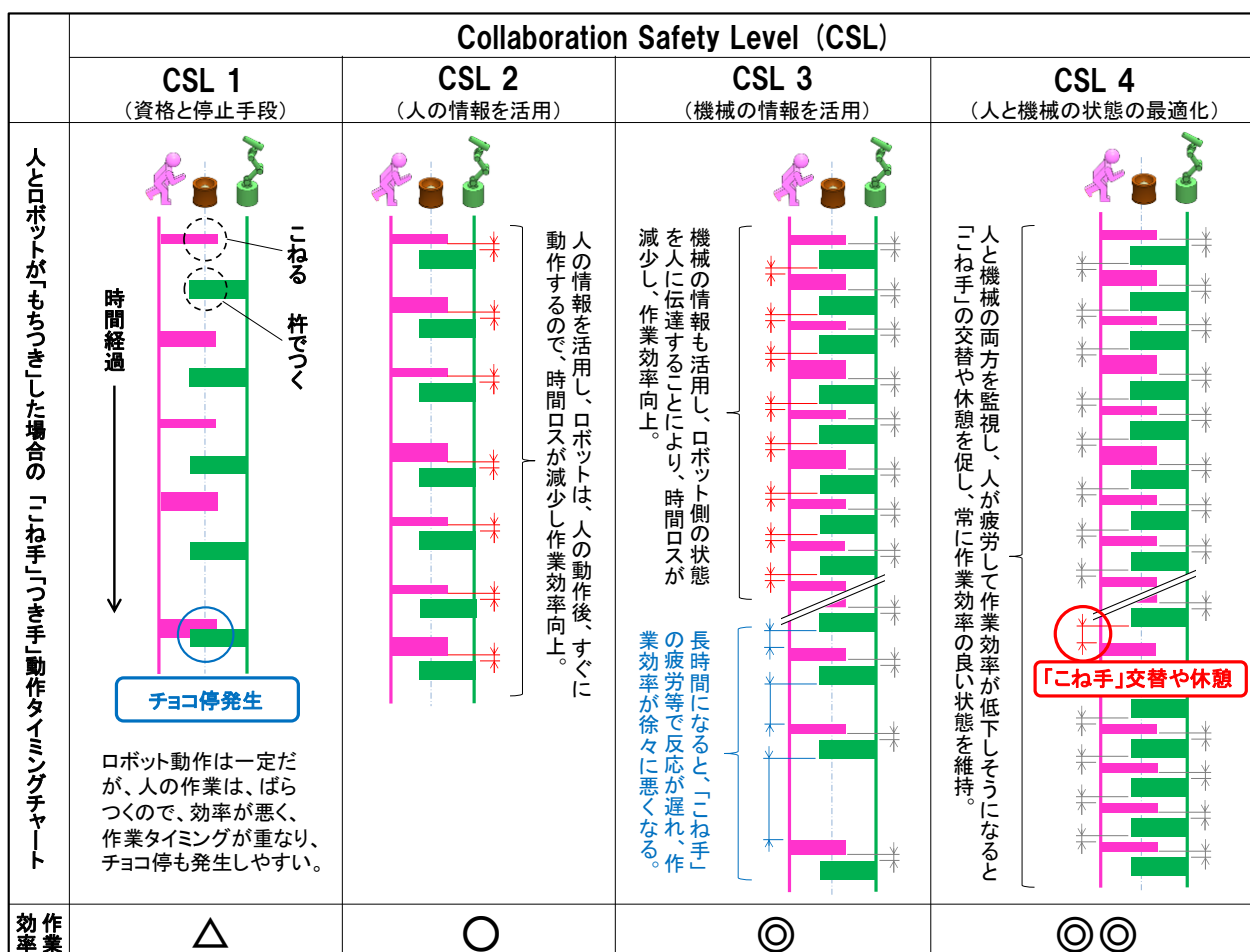 Collaboration Safety Level (CSL)
CSL 1
(資格と停止手段)
CSL 2
(人の情報を活用)
CSL 3
(機械の情報を活用)
CSL 4
(人と機械の状態の最適化)
人とロボットが「もちつき」した場合の「こね手」「つき手」動作タイミングチャート
こねる
杵でつく
時間経過
チョコ停発生
ロボット動作は一定だ
が、人の作業は、ばら
つくので、効率が悪く、
作業タイミングが重なり、
チョコ停も発生しやすい。
人の情報を活用し、ロボットは、人の動作後、すぐに
動作するので、時間ロスが減少し作業効率向上。
機械の情報も活用し、ロボット側の状態
を人に伝達することにより、時間ロスが
減少し、作業効率向上。
長時間になると、「こね手」
の疲労等で反応が遅れ、作
業効率が徐々に悪くなる。
人と機械の両方を監視し、人が疲労して作業効率が低下しそうになると
「こね手」の交替や休憩を促し、常に作業効率の良い状態を維持。
「こね手」交替や休憩
作業
効率
△
○
◎
◎◎